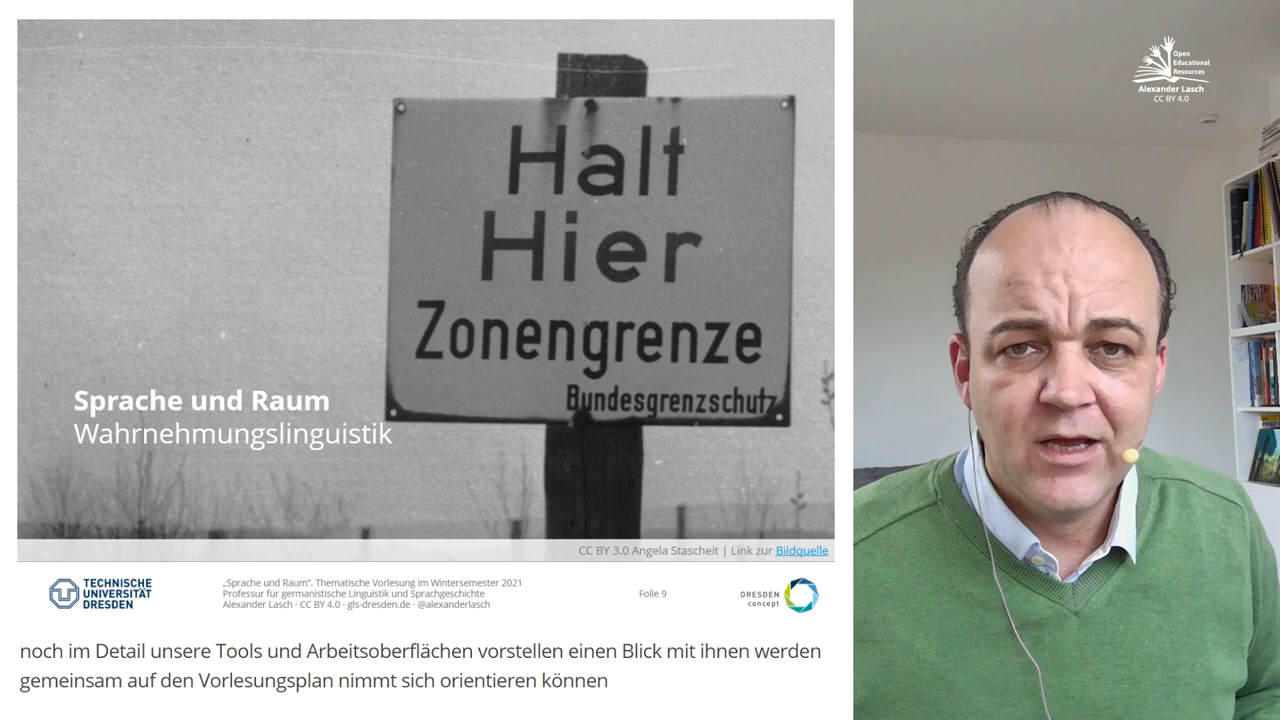 Halt
Hier
Zonengrenze
Bundesgrenzschutz
Sprache und Raum
Wahrnehmungslinguistik
CC BY 3.0 Angela Stascheit | Link zur Bildquelle
TECHNISCHE
UNIVERSITÄT
DRESDEN
„Sprache und Raum“. Thematische Vorlesung im Wintersemester 2021
Professur für germanistische Linguistik und Sprachgeschichte
Alexander Lasch · CC BY 4.0 · gls-dresden.de · @alexanderlasch
Folie 9
DRESDEN
concept
noch im Detail unsere Tools und Arbeitsoberflächen vorstellen einen Blick mit ihnen werden
gemeinsam auf den Vorlesungsplan nimmt sich orientieren können
Open
Educational
Resources
Alexander Lasch
CC BY 4.0